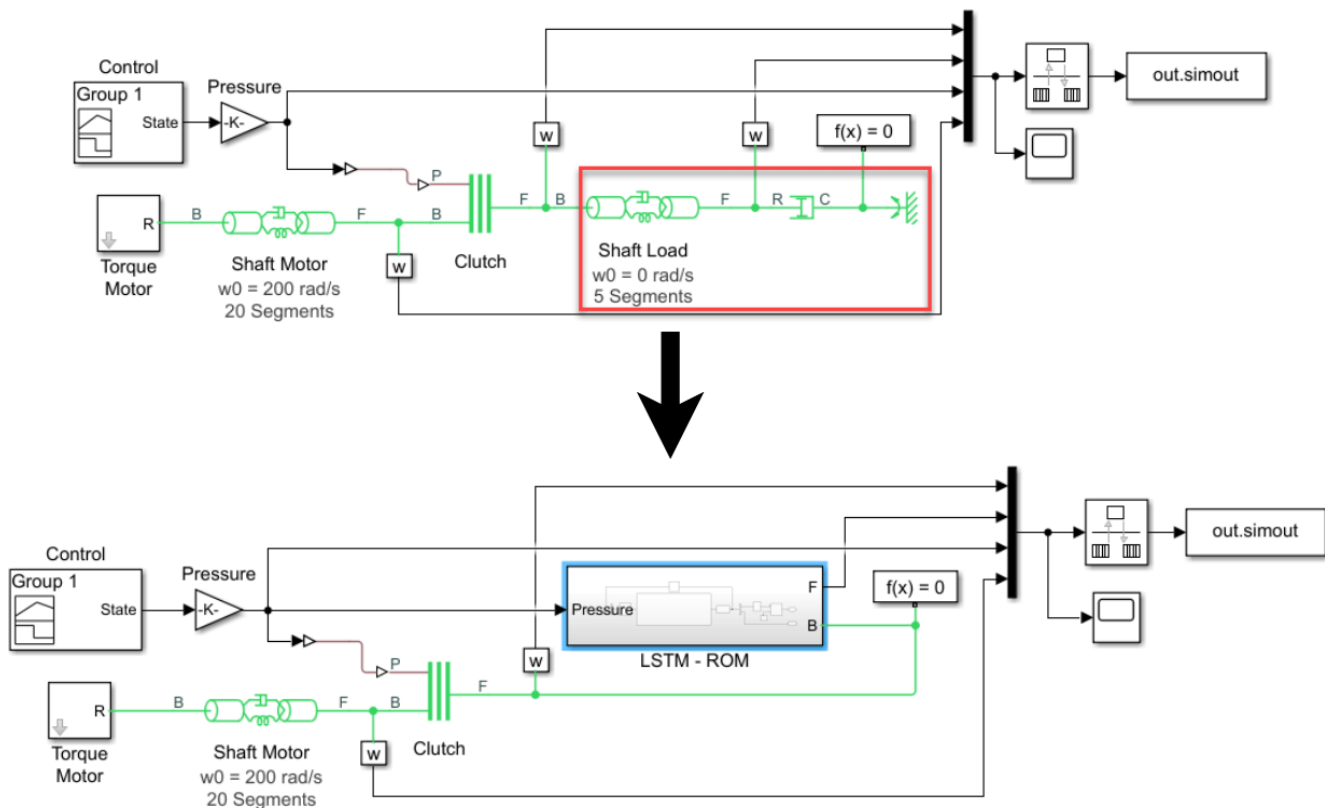 Control
Group 1
State
Pressure
-K-
w
w
f(x) = 0
out.simout
P
R
B
F
B
F
B
F
R
C
Torque
Motor
Shaft Motor
w0 = 200 rad/s
20 Segments
w
Clutch
Shaft Load
w0 = 0 rad/s
5 Segments
Control
Group 1
State
Pressure
-K-
Pressure
F
B
LSTM - ROM
f(x) = 0
out.simout
w
P
R
B
F
B
F
Torque
Motor
Shaft Motor
w0 = 200 rad/s
20 Segments
w
Clutch